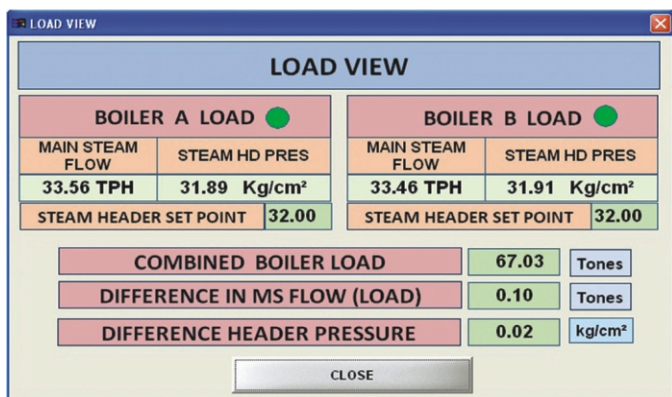 LOAD VIEW
LOAD VIEW
BOILER A LOAD
BOILER B LOAD
MAIN STEAM FLOW
STEAM HD PRES
MAIN STEAM FLOW
STEAM HD PRES
33.56 TPH
31.89 Kg/cm²
33.46 TPH
31.91 Kg/cm²
STEAM HEADER SET POINT 32.00
STEAM HEADER SET POINT 32.00
COMBINED BOILER LOAD 67.03 Tones
DIFFERENCE IN MS FLOW (LOAD) 0.10 Tones
DIFFERENCE HEADER PRESSURE 0.02 kg/cm²
CLOSE